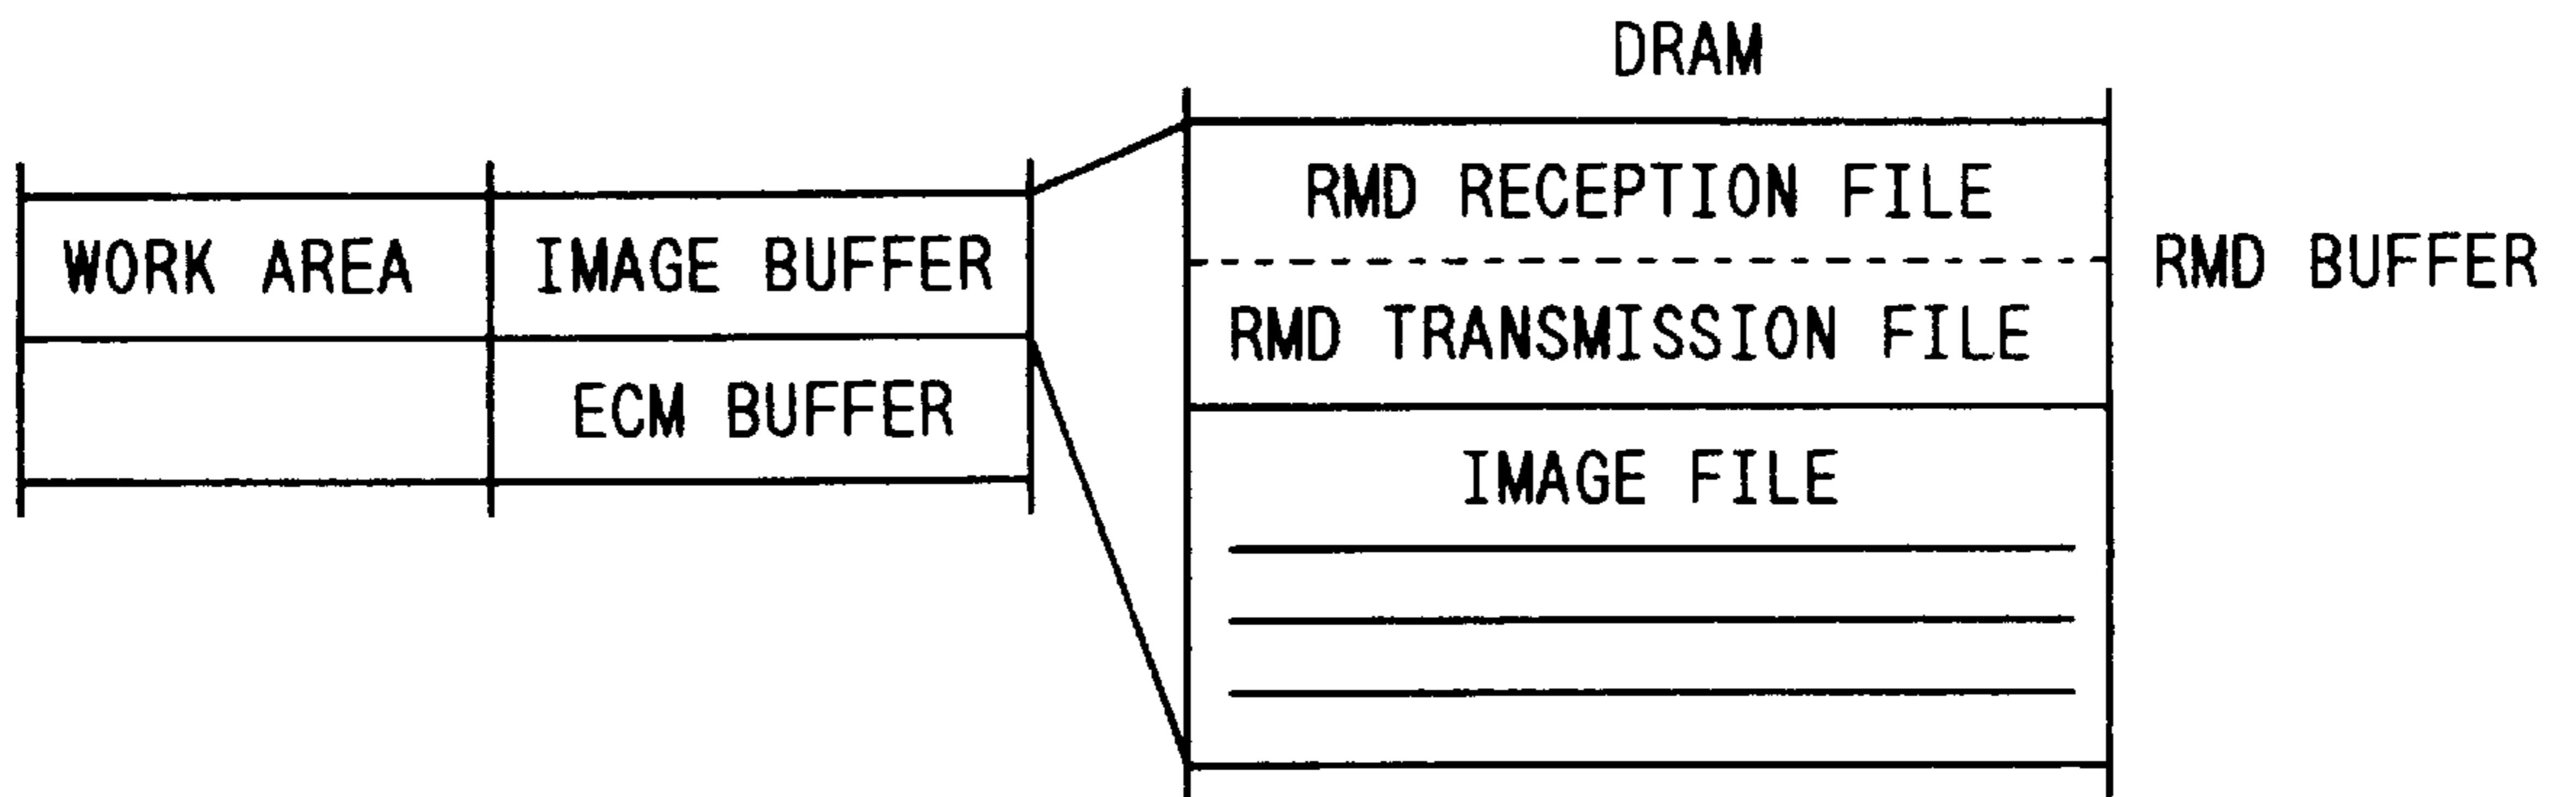 DRAM
WORK AREA
IMAGE BUFFER
ECM BUFFER
RMD RECEPTION FILE
RMD TRANSMISSION FILE
RMD BUFFER
IMAGE FILE